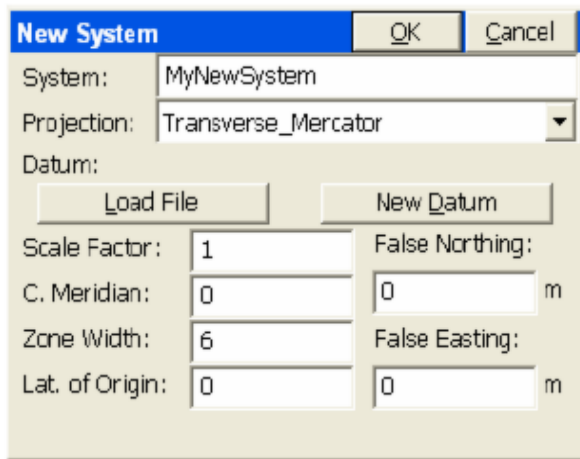 New System OK Cancel
System: MyNewSystem
Projection: Transverse_Mercator
Datum:
Load File New Datum
Scale Factor: 1 False Northing:
C. Meridian: 0 0 m
Zone Width: 6 False Easting:
Lat. of Origin: 0 0 m